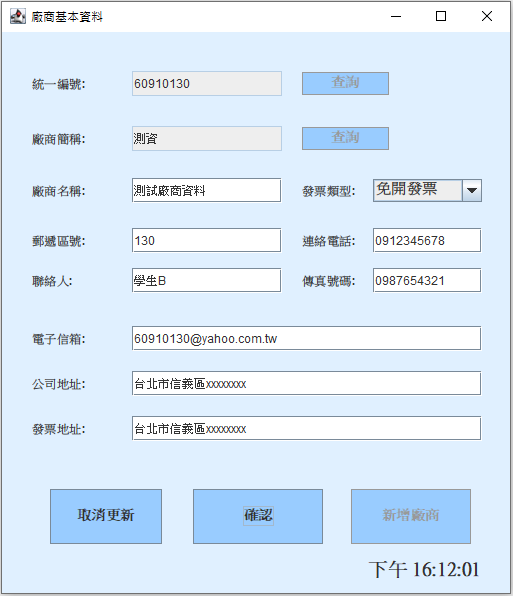 廠商基本資料
統一編號: 60910130 查詢
廠商簡稱: 測資 查詢
廠商名稱: 測試廠商資料 發票類型: 免開發票
郵遞區號: 130 連絡電話: 0912345678
聯絡人: 學生B 傳真號碼: 0987654321
電子信箱: 60910130@yahoo.com.tw
公司地址: 台北市信義區xxxxxxxx
發票地址: 台北市信義區xxxxxxxx
取消更新 確認 新增廠商
下午 16:12:01